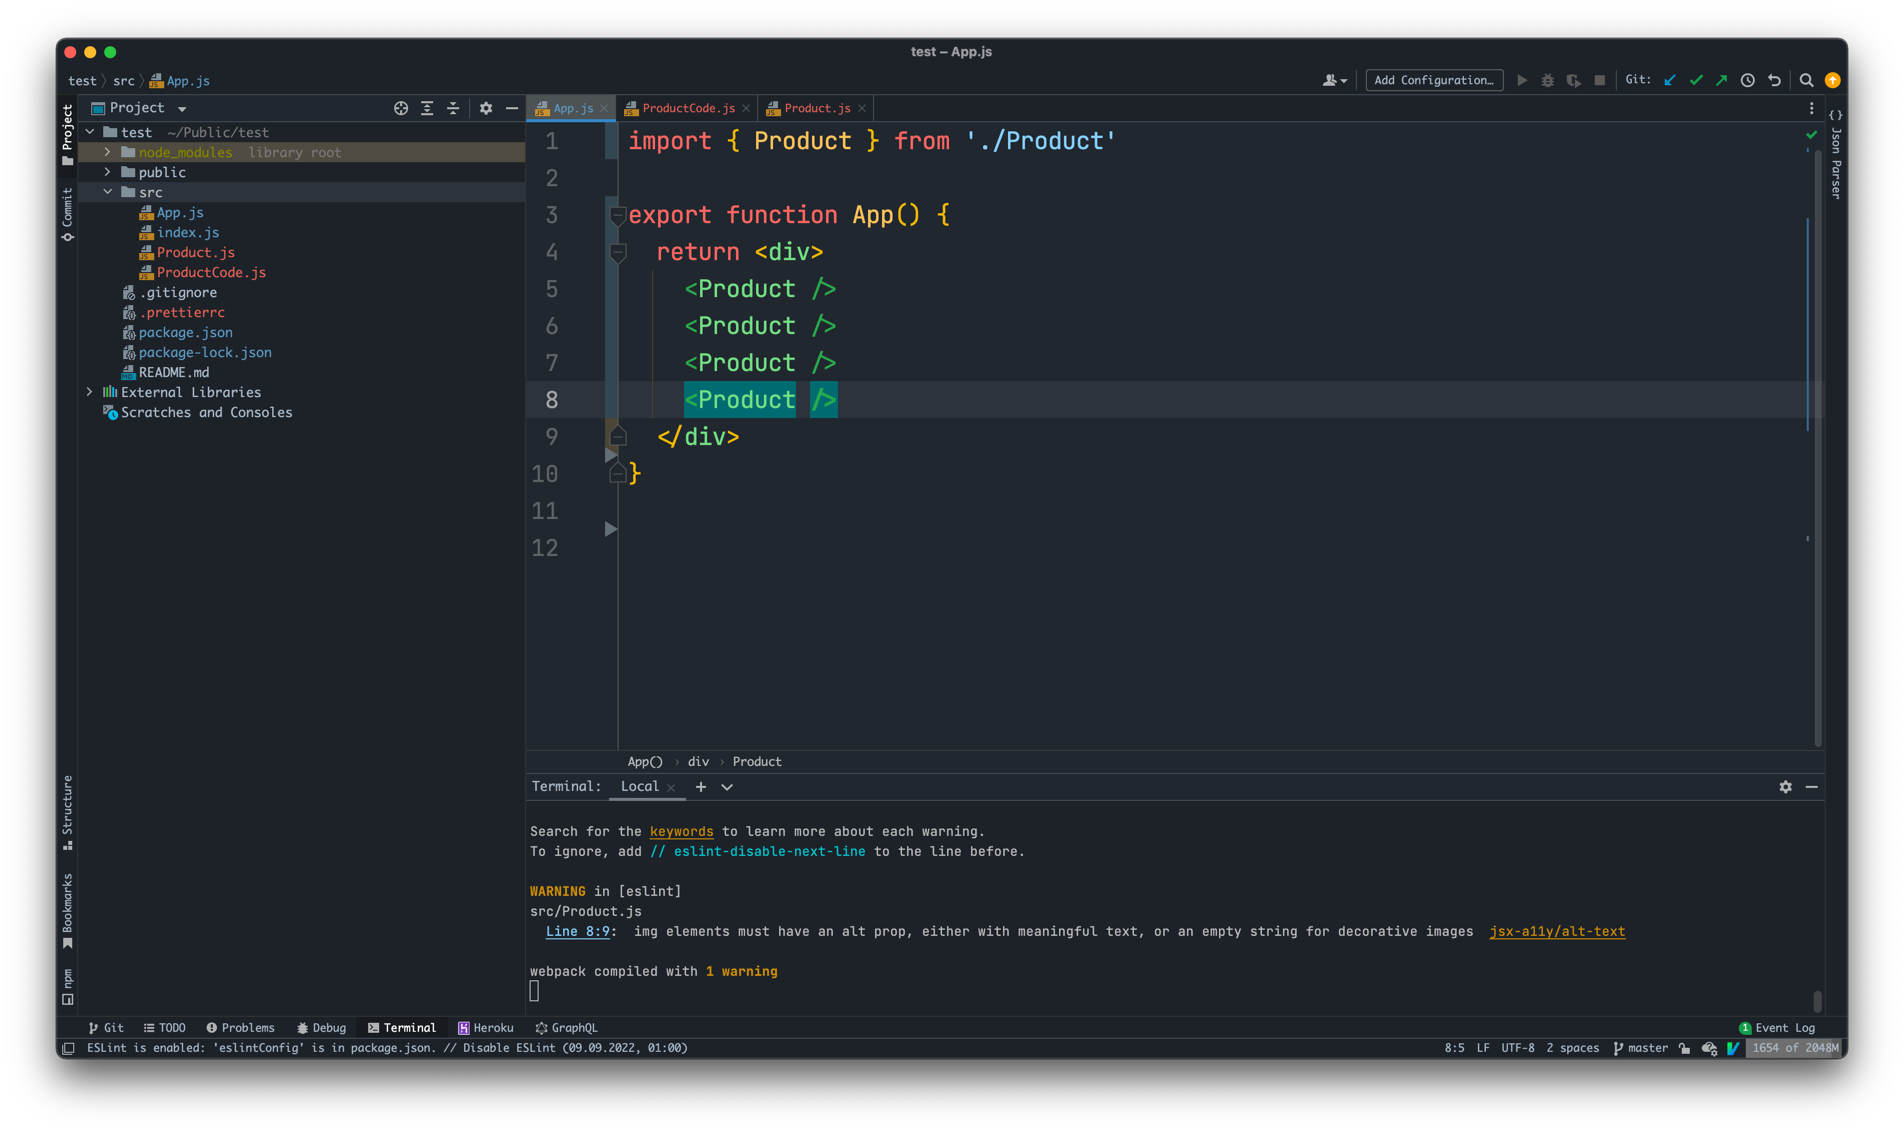 test – App.js
test src App.js
Add Configuration…
Git:
Project
App.js
ProductCode.js
Product.js
Project
Commit
Structure
Bookmarks
npm
test ~/Public/test
node_modules library root
public
src
App.js
index.js
Product.js
ProductCode.js
.gitignore
.prettierrc
package.json
package-lock.json
README.md
External Libraries
Scratches and Consoles
1 import { Product } from './Product'
2
3 export function App() {
4 return <div>
5 <Product />
6 <Product />
7 <Product />
8 <Product />
9 </div>
10 }
11
12
Json Parser
App() › div › Product
Terminal: Local
Search for the keywords to learn more about each warning.
To ignore, add // eslint-disable-next-line to the line before.
WARNING in [eslint]
src/Product.js
Line 8:9: img elements must have an alt prop, either with meaningful text, or an empty string for decorative images jsx-a11y/alt-text
webpack compiled with 1 warning
Git TODO Problems Debug Terminal Heroku GraphQL
1 Event Log
ESLint is enabled: 'eslintConfig' is in package.json. // Disable ESLint (09.09.2022, 01:00)
8:5 LF UTF-8 2 spaces master 1654 of 2048M